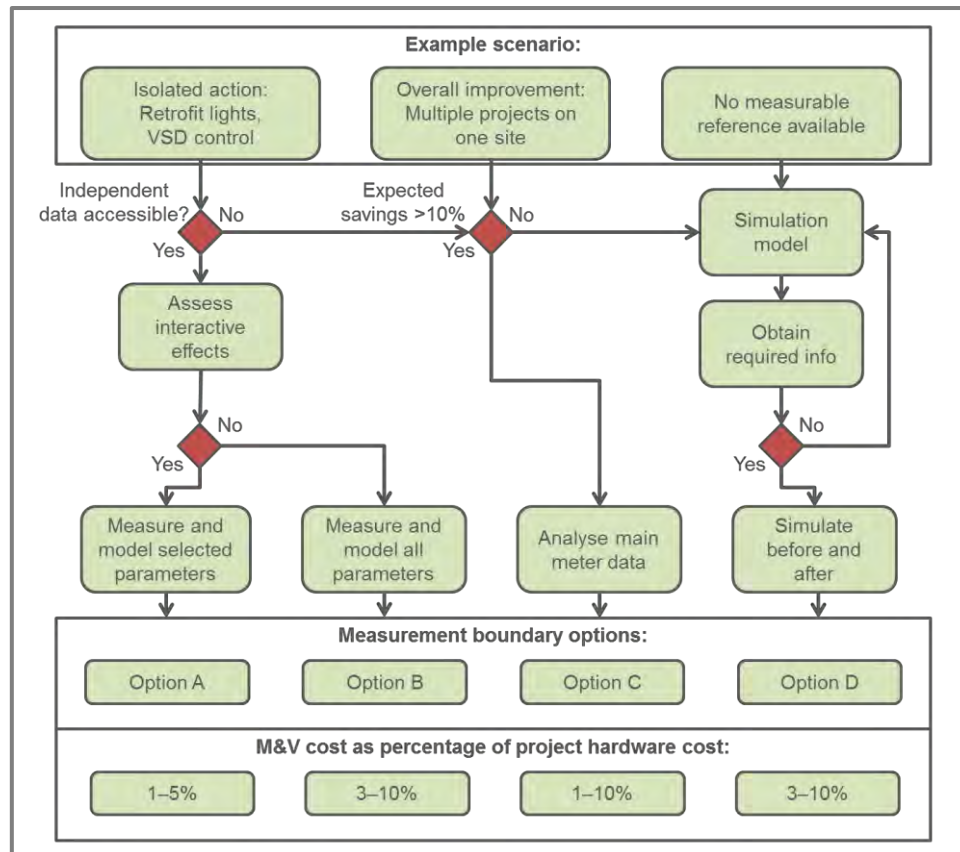 Example scenario:
Isolated action:
Retrofit lights,
VSD control
Overall improvement:
Multiple projects on
one site
No measurable
reference available
Independent
data accessible?
No
Yes
Expected
savings >10%
No
Yes
Simulation
model
Assess
interactive
effects
Obtain
required info
No
Yes
No
Yes
Measure and
model selected
parameters
Measure and
model all
parameters
Analyse main
meter data
Simulate
before and
after
Measurement boundary options:
Option A
Option B
Option C
Option D
M&V cost as percentage of project hardware cost:
1–5%
3–10%
1–10%
3–10%